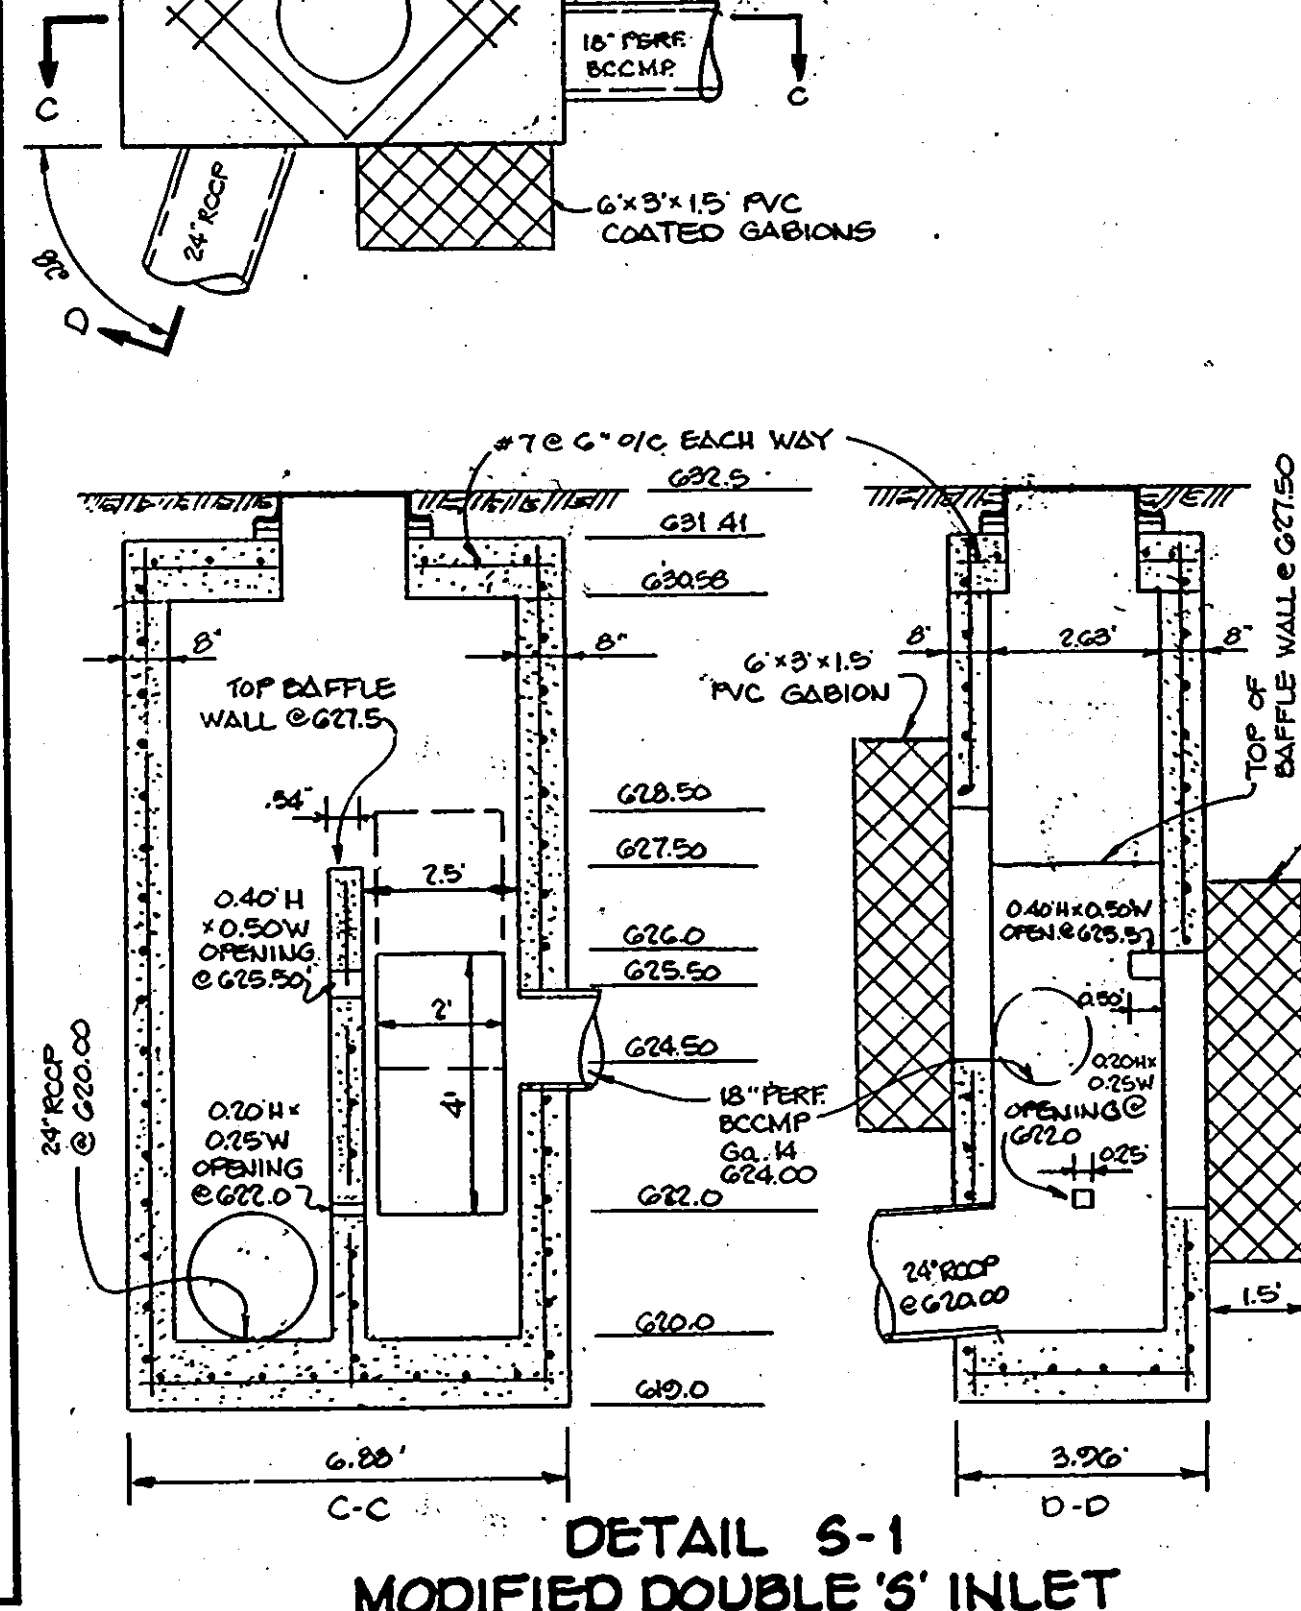 18" PERF.
BCCMP.
C
C
24" RCCP
6'x3'x1.5' PVC
COATED GABIONS
D
#7@6" O/C EACH WAY
632.5
631.41
630.58
8"
8"
8"
2.63'
8"
TOP BAFFLE
WALL @627.5
6'x3'x1.5'
PVC GABION
TOP OF
BAFFLE WALL @ 627.50
.54'
628.50
627.50
2.5'
0.40'H
x0.50'W
OPENING
@625.50'
626.0
625.50
0.40'Hx0.50'W
OPEN.@625.5
2'
0.50'
624.50
24" RCCP
@ 620.00
4'
0.20'H x
0.25'W
OPENING
@622.0
18" PERF.
BCCMP
Ga. 14
624.00
0.20Hx
0.25W
OPENING @
622.0
0.25'
622.0
24" RCCP
@620.00
620.0
1.5'
619.0
6.88'
3.96'
C-C
D-D
DETAIL S-1
MODIFIED DOUBLE 'S' INLET